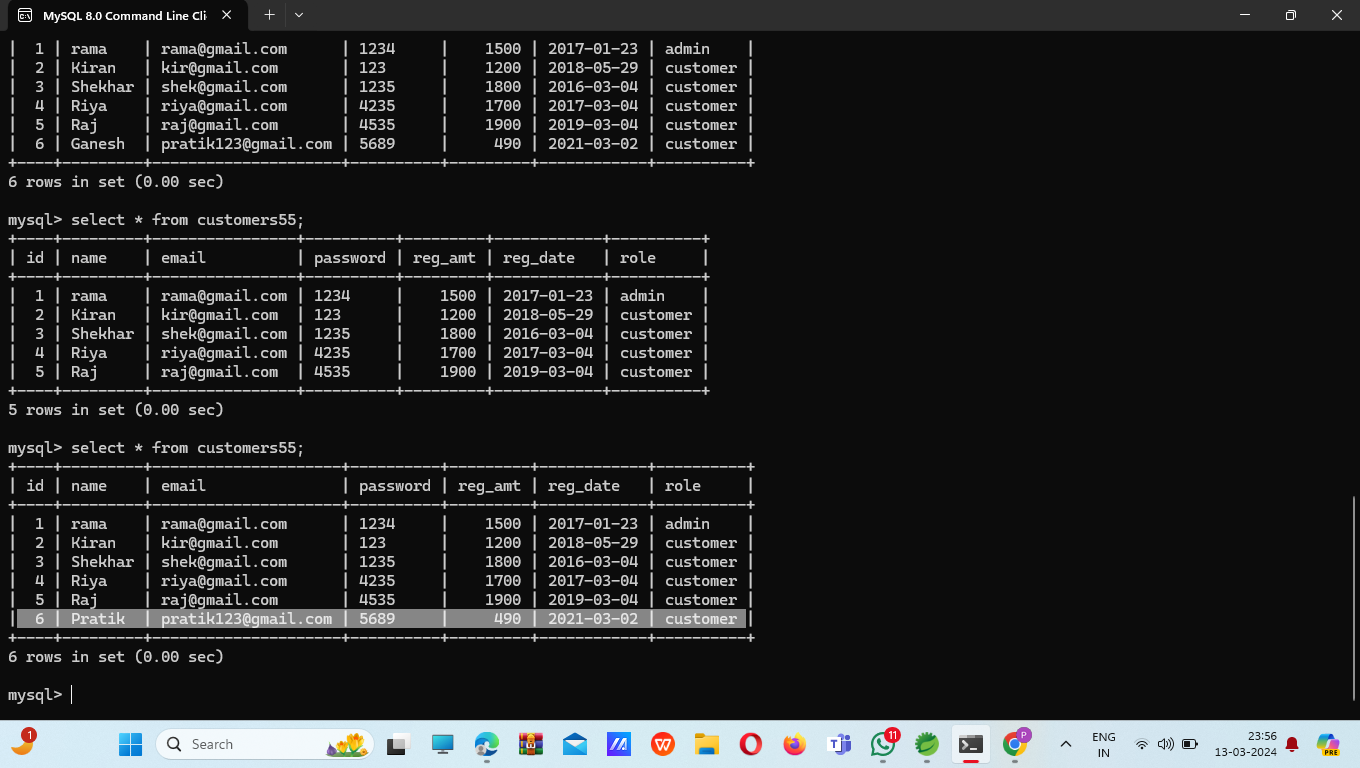 MySQL 8.0 Command Line Cli
|  1 | rama    | rama@gmail.com      | 1234     |    1500 | 2017-01-23 | admin    |
|  2 | Kiran   | kir@gmail.com       | 123      |    1200 | 2018-05-29 | customer |
|  3 | Shekhar | shek@gmail.com      | 1235     |    1800 | 2016-03-04 | customer |
|  4 | Riya    | riya@gmail.com      | 4235     |    1700 | 2017-03-04 | customer |
|  5 | Raj     | raj@gmail.com       | 4535     |    1900 | 2019-03-04 | customer |
|  6 | Ganesh  | pratik123@gmail.com | 5689     |     490 | 2021-03-02 | customer |
+----+---------+---------------------+----------+---------+------------+----------+
6 rows in set (0.00 sec)
mysql> select * from customers55;
+----+---------+----------------+----------+---------+------------+----------+
| id | name    | email          | password | reg_amt | reg_date   | role     |
+----+---------+----------------+----------+---------+------------+----------+
|  1 | rama    | rama@gmail.com | 1234     |    1500 | 2017-01-23 | admin    |
|  2 | Kiran   | kir@gmail.com  | 123      |    1200 | 2018-05-29 | customer |
|  3 | Shekhar | shek@gmail.com | 1235     |    1800 | 2016-03-04 | customer |
|  4 | Riya    | riya@gmail.com | 4235     |    1700 | 2017-03-04 | customer |
|  5 | Raj     | raj@gmail.com  | 4535     |    1900 | 2019-03-04 | customer |
+----+---------+----------------+----------+---------+------------+----------+
5 rows in set (0.00 sec)
mysql> select * from customers55;
+----+---------+---------------------+----------+---------+------------+----------+
| id | name    | email               | password | reg_amt | reg_date   | role     |
+----+---------+---------------------+----------+---------+------------+----------+
|  1 | rama    | rama@gmail.com      | 1234     |    1500 | 2017-01-23 | admin    |
|  2 | Kiran   | kir@gmail.com       | 123      |    1200 | 2018-05-29 | customer |
|  3 | Shekhar | shek@gmail.com      | 1235     |    1800 | 2016-03-04 | customer |
|  4 | Riya    | riya@gmail.com      | 4235     |    1700 | 2017-03-04 | customer |
|  5 | Raj     | raj@gmail.com       | 4535     |    1900 | 2019-03-04 | customer |
|  6 | Pratik  | pratik123@gmail.com | 5689     |     490 | 2021-03-02 | customer |
+----+---------+---------------------+----------+---------+------------+----------+
6 rows in set (0.00 sec)
mysql>
1
Search
11
P
ENG
IN
23:56
13-03-2024
PRE